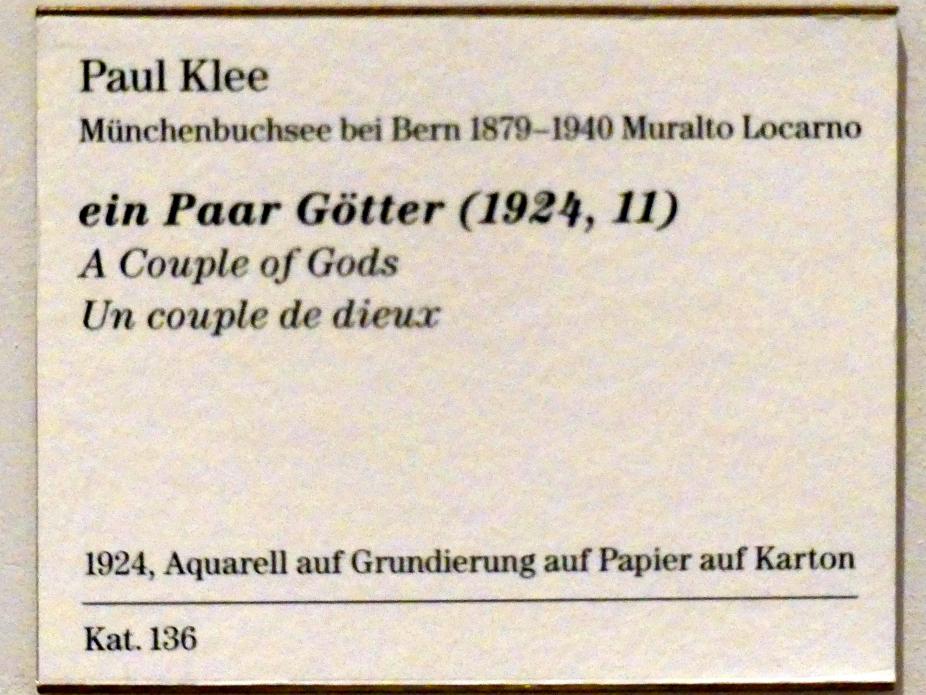 Paul Klee
Münchenbuchsee bei Bern 1879–1940 Muralto Locarno
ein Paar Götter (1924, 11)
A Couple of Gods
Un couple de dieux
1924, Aquarell auf Grundierung auf Papier auf Karton
Kat. 136